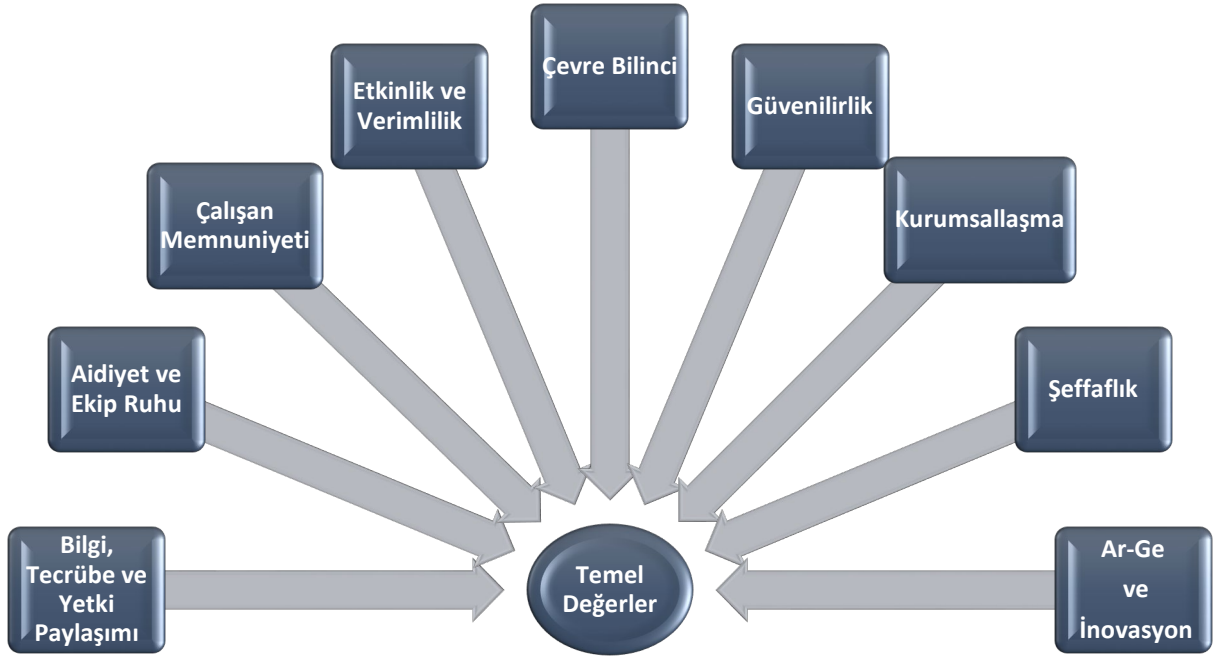 Çevre Bilinci
Etkinlik ve
Verimlilik
Güvenilirlik
Çalışan
Memnuniyeti
Kurumsallaşma
Aidiyet ve
Ekip Ruhu
Şeffaflık
Bilgi,
Tecrübe ve
Yetki
Paylaşımı
Temel
Değerler
Ar-Ge
ve
İnovasyon